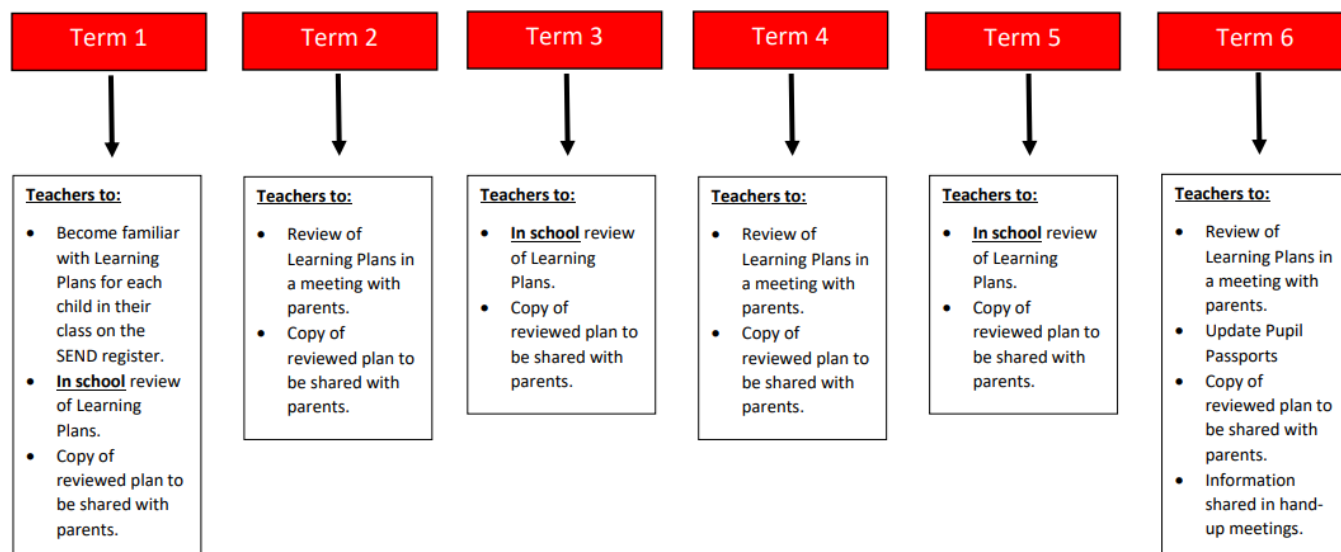 Term 1
Term 2
Term 3
Term 4
Term 5
Term 6
Teachers to:
• Become familiar
with Learning
Plans for each
child in their
class on the
SEND register.
• In school review
of Learning
Plans.
• Copy of
reviewed plan to
be shared with
parents.
Teachers to:
• Review of
Learning Plans in
a meeting with
parents.
• Copy of
reviewed plan to
be shared with
parents.
Teachers to:
• In school review
of Learning
Plans.
• Copy of
reviewed plan to
be shared with
parents.
Teachers to:
• Review of
Learning Plans in
a meeting with
parents.
• Copy of
reviewed plan to
be shared with
parents.
Teachers to:
• In school review
of Learning
Plans.
• Copy of
reviewed plan to
be shared with
parents.
Teachers to:
• Review of
Learning Plans in
a meeting with
parents.
• Update Pupil
Passports
• Copy of
reviewed plan to
be shared with
parents.
• Information
shared in hand-
up meetings.